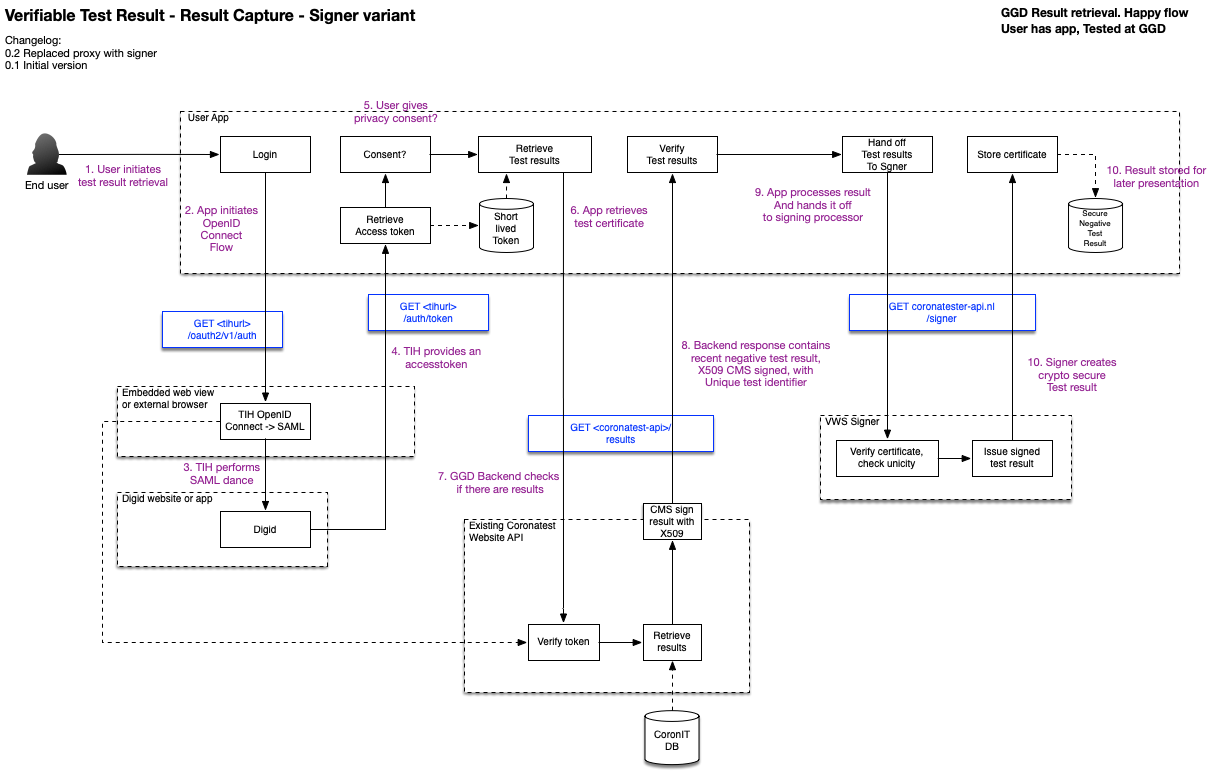 Verifiable Test Result - Result Capture - Signer variant
GGD Result retrieval. Happy flow
User has app, Tested at GGD
Changelog:
0.2 Replaced proxy with signer
0.1 Initial version
End user
1. User initiates
test result retrieval
User App
Login
2. App initiates
OpenID
Connect
Flow
5. User gives
privacy consent?
Consent?
Retrieve
Access token
Retrieve
Test results
Short
lived
Token
6. App retrieves
test certificate
Verify
Test results
Hand off
Test results
To Sgner
9. App processes result
And hands it off
to signing processor
Store certificate
10. Result stored for
later presentation
Secure
Negative
Test
Result
GET <tihurl>
/oauth2/v1/auth
GET <tihurl>
/auth/token
4. TIH provides an
accesstoken
8. Backend response contains
recent negative test result,
X509 CMS signed, with
Unique test identifier
GET coronatester-api.nl
/signer
10. Signer creates
crypto secure
Test result
Embedded web view
or external browser
TIH OpenID
Connect -> SAML
3. TIH performs
SAML dance
Digid website or app
Digid
GET <coronatest-api>/
results
7. GGD Backend checks
if there are results
VWS Signer
Verify certificate,
check unicity
Issue signed
test result
Existing Coronatest
Website API
CMS sign
result with
X509
Verify token
Retrieve
results
CoronIT
DB